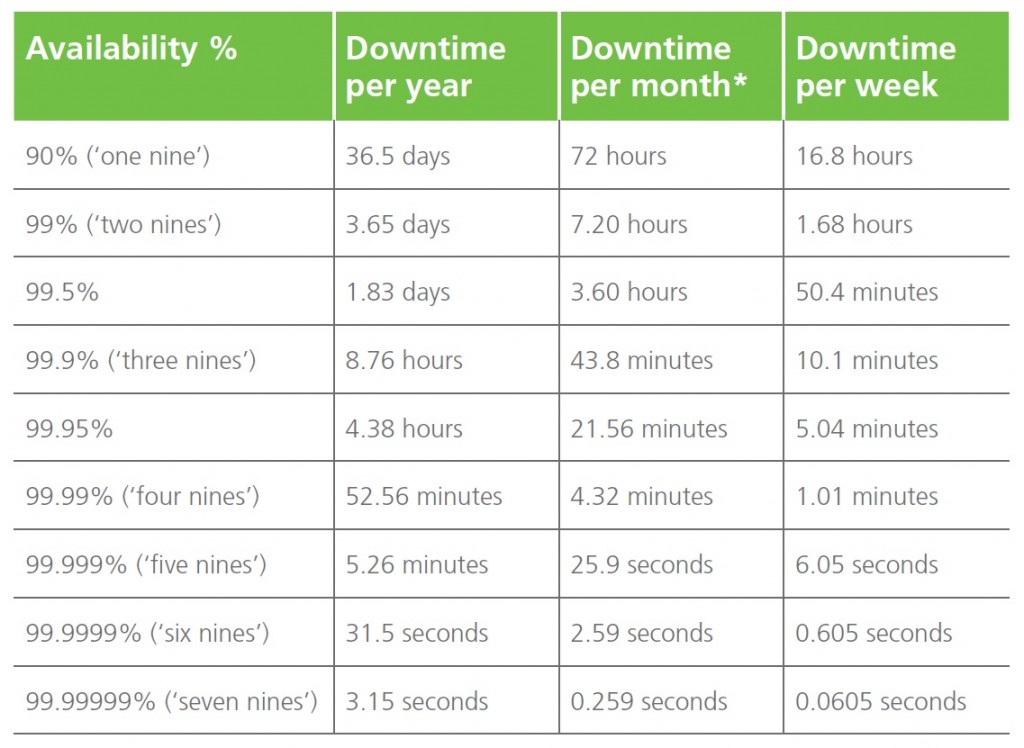 Availability % Downtime per year Downtime per month* Downtime per week
90% (‘one nine’) 36.5 days 72 hours 16.8 hours
99% (‘two nines’) 3.65 days 7.20 hours 1.68 hours
99.5% 1.83 days 3.60 hours 50.4 minutes
99.9% (‘three nines’) 8.76 hours 43.8 minutes 10.1 minutes
99.95% 4.38 hours 21.56 minutes 5.04 minutes
99.99% (‘four nines’) 52.56 minutes 4.32 minutes 1.01 minutes
99.999% (‘five nines’) 5.26 minutes 25.9 seconds 6.05 seconds
99.9999% (‘six nines’) 31.5 seconds 2.59 seconds 0.605 seconds
99.99999% (‘seven nines’) 3.15 seconds 0.259 seconds 0.0605 seconds